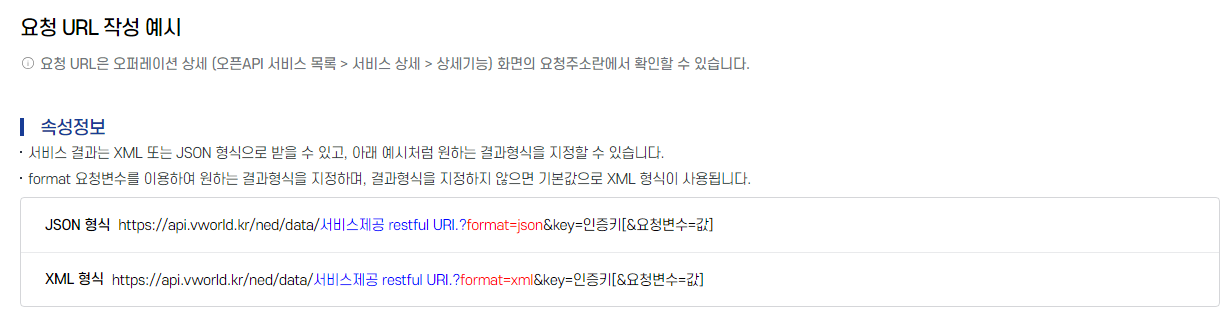 요청 URL 작성 예시
요청 URL은 오퍼레이션 상세 (오픈API 서비스 목록 > 서비스 상세 > 상세기능) 화면의 요청주소란에서 확인할 수 있습니다.
속성정보
· 서비스 결과는 XML 또는 JSON 형식으로 받을 수 있고, 아래 예시처럼 원하는 결과형식을 지정할 수 있습니다.
· format 요청변수를 이용하여 원하는 결과형식을 지정하며, 결과형식을 지정하지 않으면 기본값으로 XML 형식이 사용됩니다.
JSON 형식 https://api.vworld.kr/ned/data/서비스제공 restful URI.?format=json&key=인증키[&요청변수=값]
XML 형식 https://api.vworld.kr/ned/data/서비스제공 restful URI.?format=xml&key=인증키[&요청변수=값]